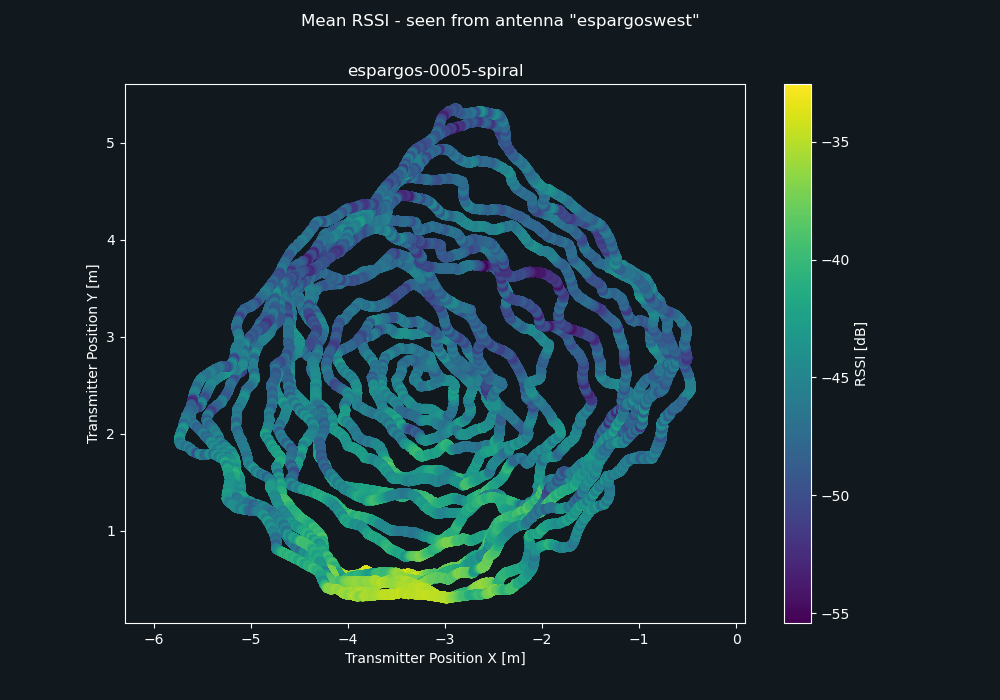 Mean RSSI - seen from antenna "espargoswest"
espargos-0005-spiral
5
4
3
2
1
Transmitter Position Y [m]
−6 −5 −4 −3 −2 −1 0
Transmitter Position X [m]
−35
−40
−45
−50
−55
RSSI [dB]